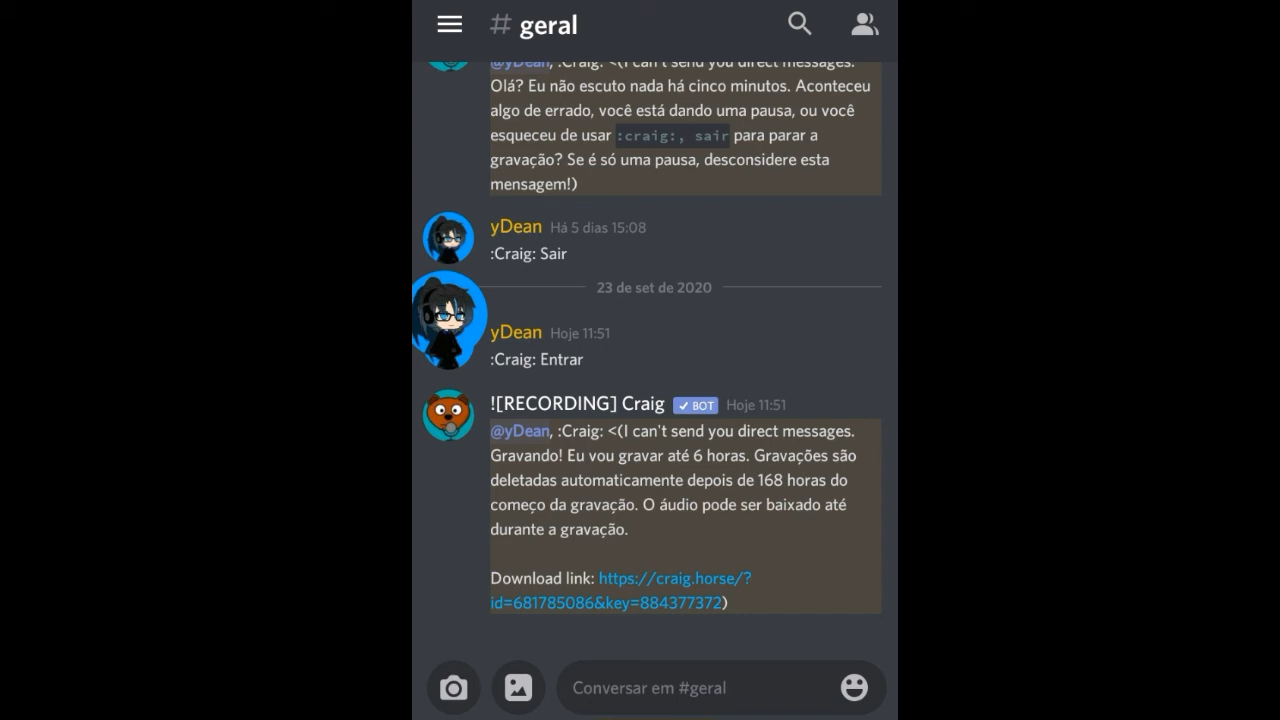 # geral
@yDean, :Craig: <(I can't send you direct messages.
Olá? Eu não escuto nada há cinco minutos. Aconteceu
algo de errado, você está dando uma pausa, ou você
esqueceu de usar :craig:, sair para parar a
gravação? Se é só uma pausa, desconsidere esta
mensagem!)
yDean Há 5 dias 15:08
:Craig: Sair
23 de set de 2020
yDean Hoje 11:51
:Craig: Entrar
![RECORDING] Craig BOT Hoje 11:51
@yDean, :Craig: <(I can't send you direct messages.
Gravando! Eu vou gravar até 6 horas. Gravações são
deletadas automaticamente depois de 168 horas do
começo da gravação. O áudio pode ser baixado até
durante a gravação.
Download link: https://craig.horse/?
id=681785086&key=884377372)
Conversar em #geral